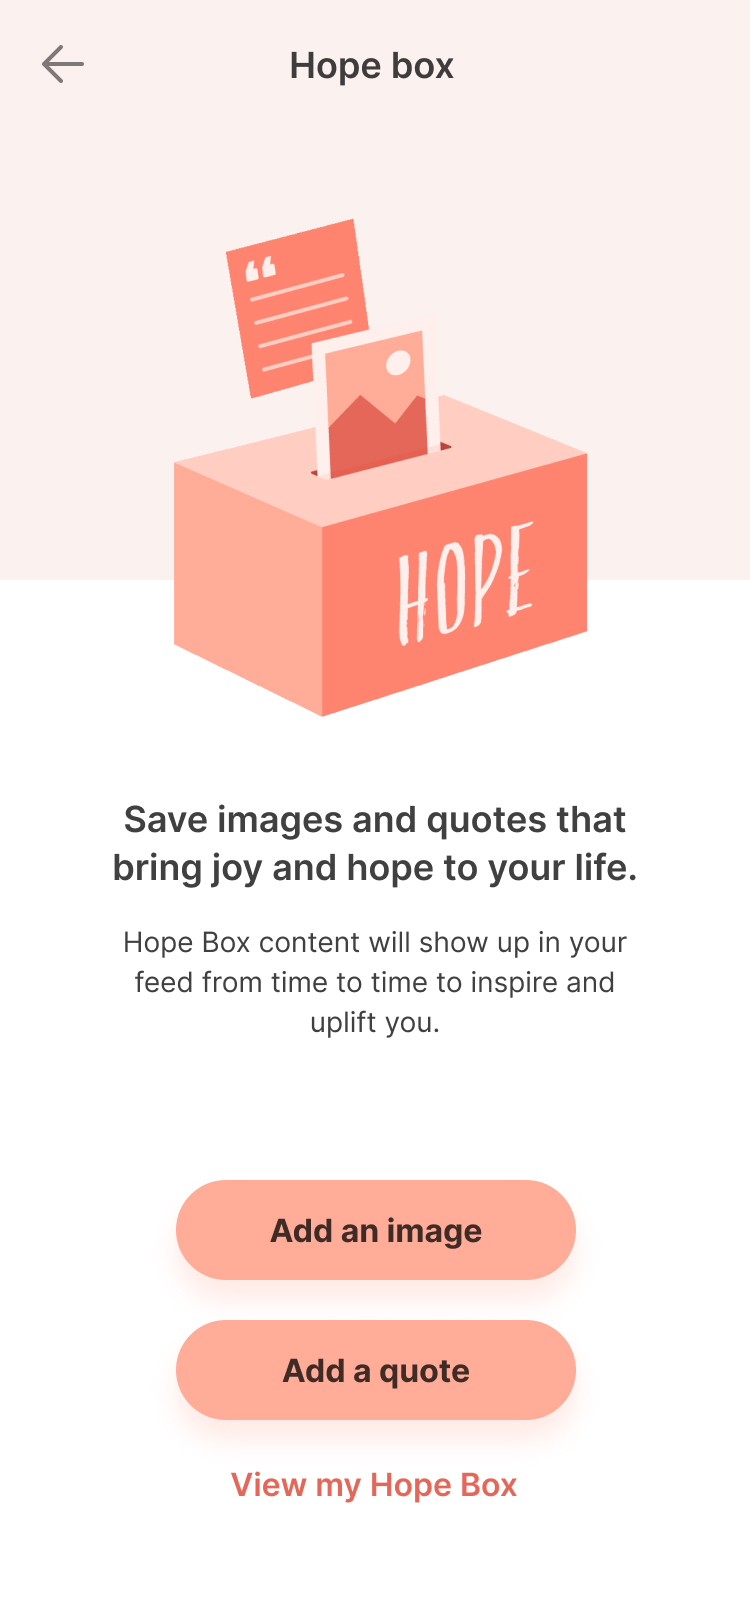 Hope box
“
HOPE
Save images and quotes that
bring joy and hope to your life.
Hope Box content will show up in your
feed from time to time to inspire and
uplift you.
Add an image
Add a quote
View my Hope Box